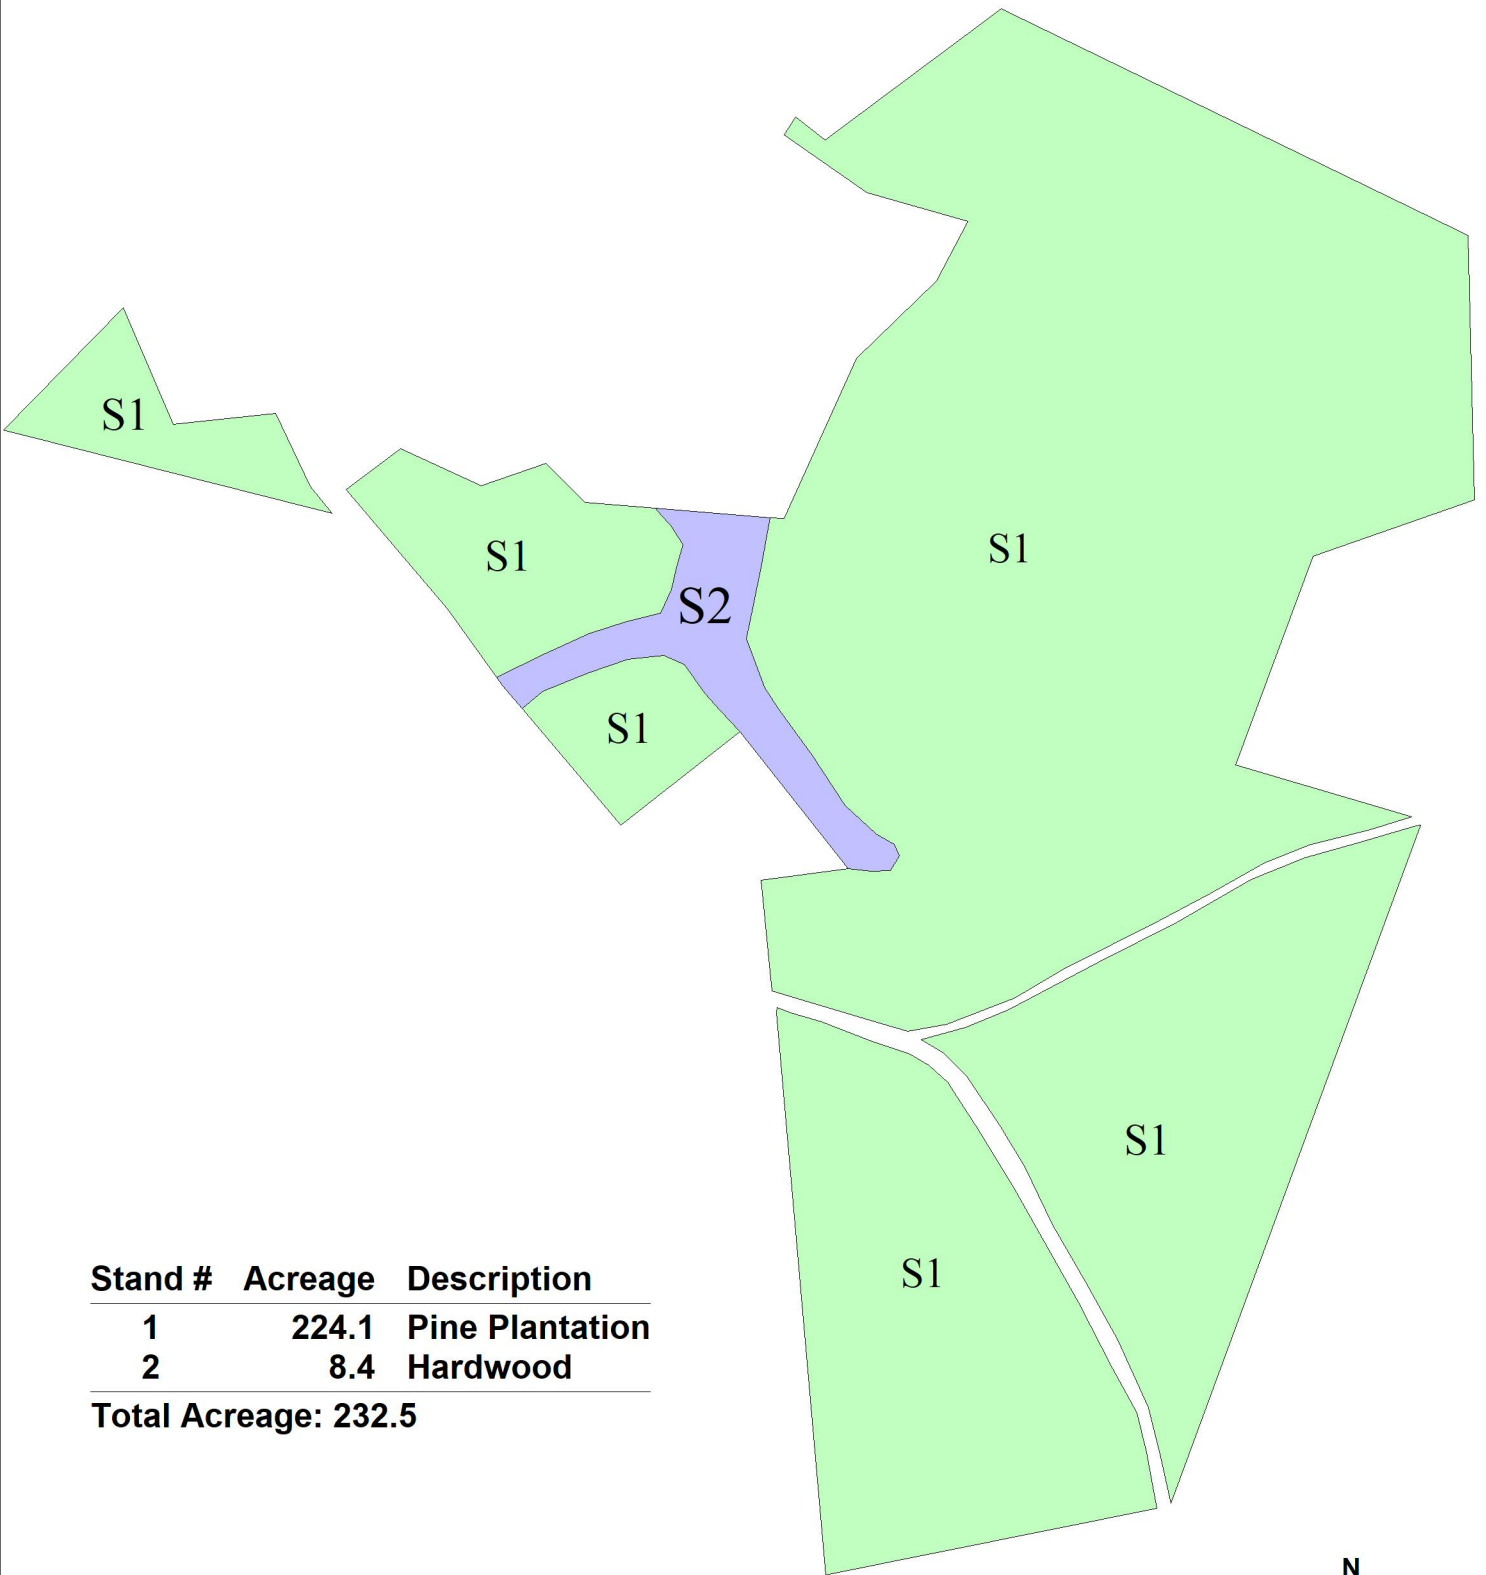 S1
S1
S1
S2
S1
S1
S1
Stand # Acreage Description
1 224.1 Pine Plantation
2 8.4 Hardwood
Total Acreage: 232.5
N